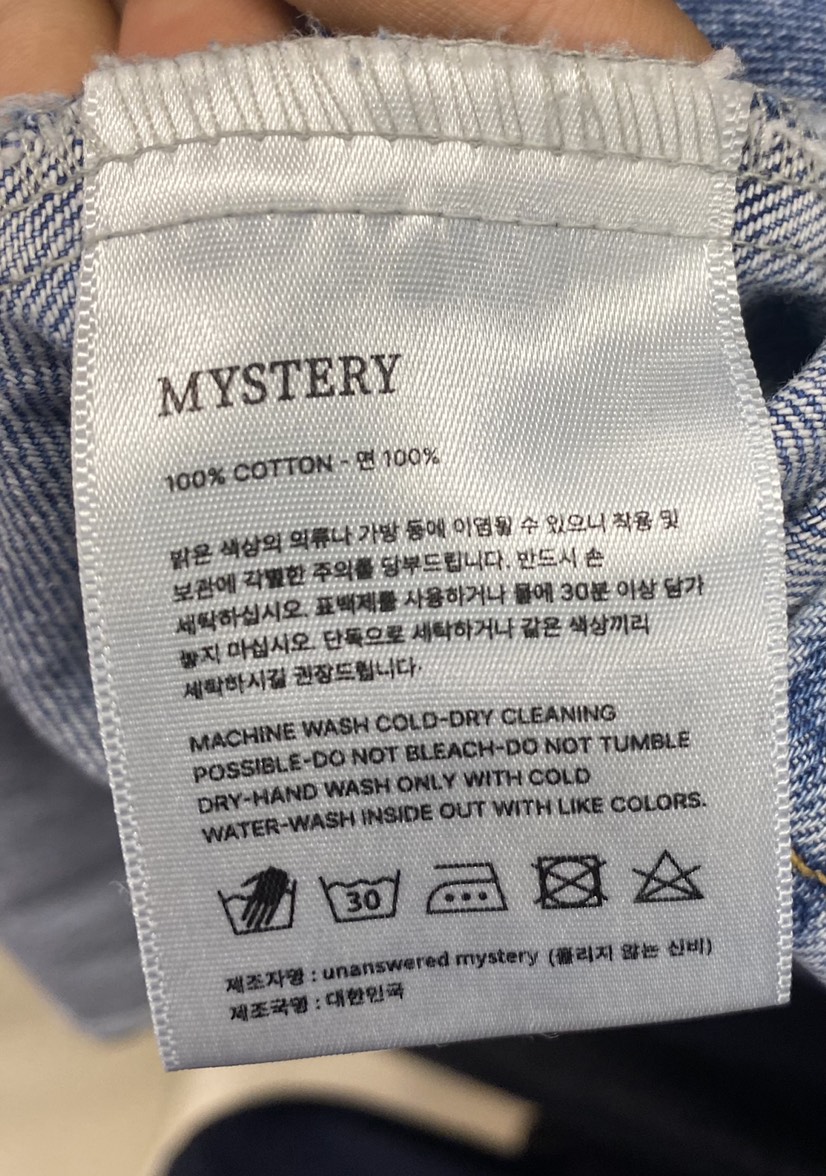 MYSTERY
100% COTTON - 면 100%
밝은 색상의 의류나 가방 등에 이염될 수 있으니 착용 및
보관에 각별한 주의를 당부드립니다. 반드시 손
세탁하십시오. 표백제를 사용하거나 물에 30분 이상 담가
놓지 마십시오. 단독으로 세탁하거나 같은 색상끼리
세탁하시길 권장드립니다.
MACHINE WASH COLD-DRY CLEANING
POSSIBLE-DO NOT BLEACH-DO NOT TUMBLE
DRY-HAND WASH ONLY WITH COLD
WATER-WASH INSIDE OUT WITH LIKE COLORS.
30
제조자명 : unanswered mystery (풀리지 않는 신비)
제조국명 : 대한민국